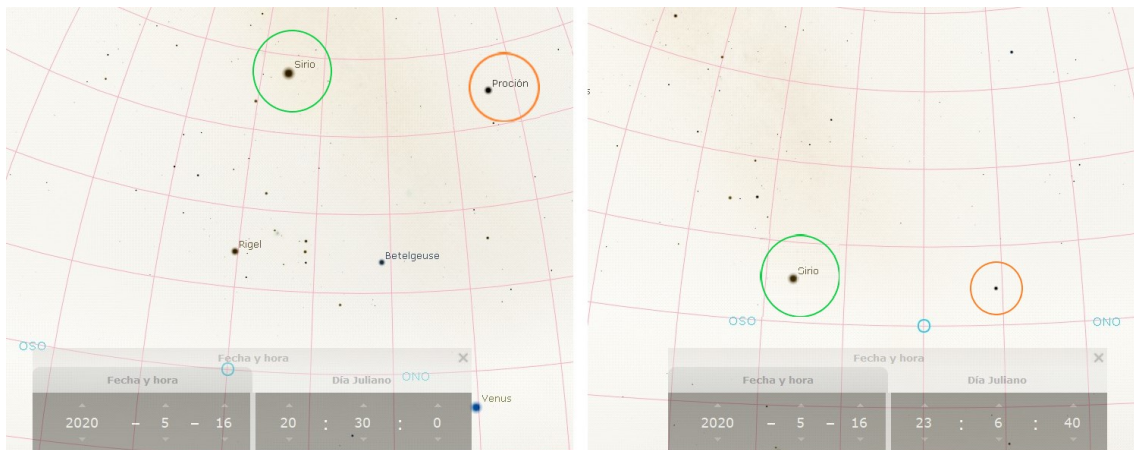 Sirio
Proción
Rigel
Betelgeuse
OSO
Fecha y hora ×
Fecha y hora Día Juliano
ONO
Venus
2020 – 5 – 16 20 : 30 : 0
Sirio
OSO
ONO
Fecha y hora ×
Fecha y hora Día Juliano
2020 – 5 – 16 23 : 6 : 40